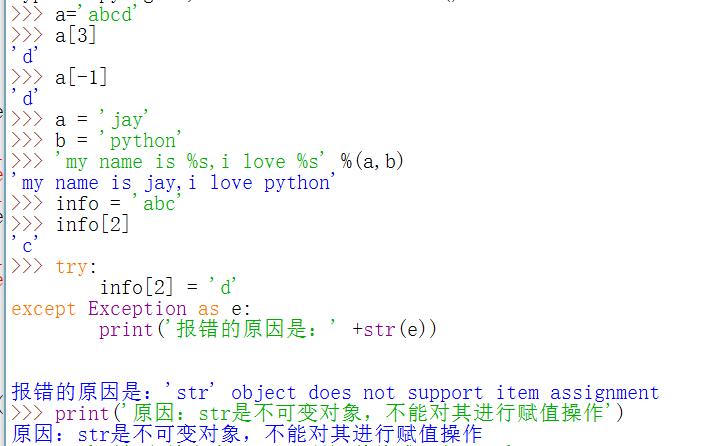 >>> a='abcd'
>>> a[3]
'd'
>>> a[-1]
'd'
>>> a = 'jay'
>>> b = 'python'
>>> 'my name is %s,i love %s' %(a,b)
'my name is jay,i love python'
>>> info = 'abc'
>>> info[2]
'c'
>>> try:
        info[2] = 'd'
except Exception as e:
        print('报错的原因是：' +str(e))
报错的原因是：'str' object does not support item assignment
>>> print('原因：str是不可变对象，不能对其进行赋值操作')
原因：str是不可变对象，不能对其进行赋值操作